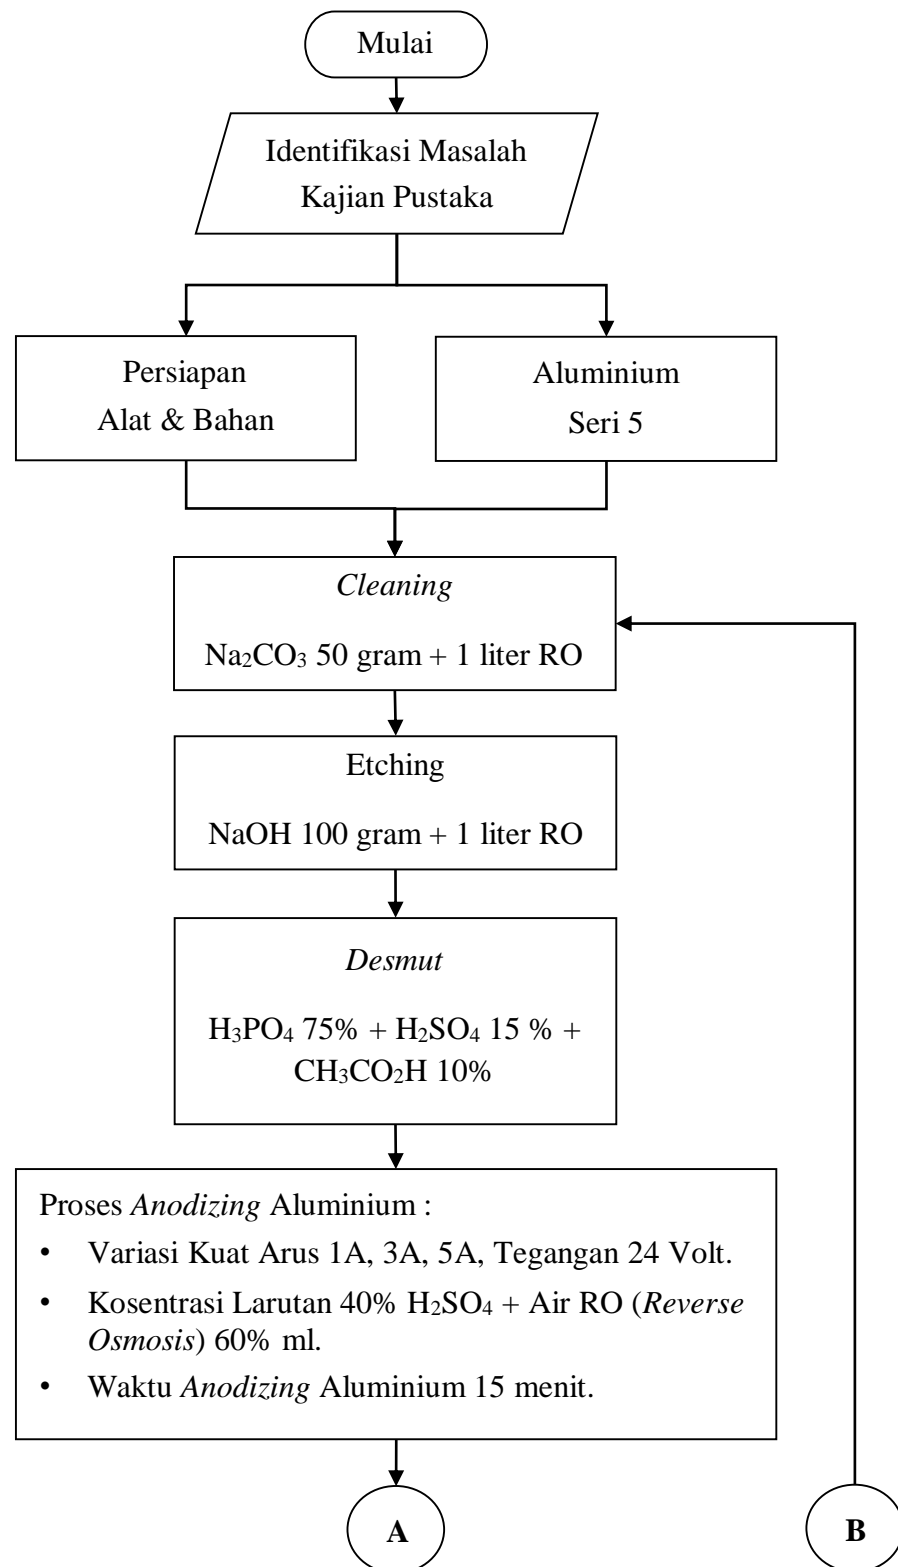 Mulai
Identifikasi Masalah
Kajian Pustaka
Persiapan
Alat & Bahan
Aluminium
Seri 5
Cleaning
Na₂CO₃ 50 gram + 1 liter RO
Etching
NaOH 100 gram + 1 liter RO
Desmut
H₃PO₄ 75% + H₂SO₄ 15 % +
CH₃CO₂H 10%
Proses Anodizing Aluminium :
• Variasi Kuat Arus 1A, 3A, 5A, Tegangan 24 Volt.
• Kosentrasi Larutan 40% H₂SO₄ + Air RO (Reverse
Osmosis) 60% ml.
• Waktu Anodizing Aluminium 15 menit.
A
B